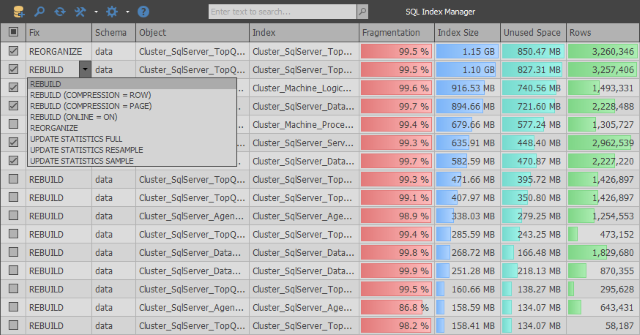 Enter text to search... SQL Index Manager
Fix Schema Object Index Fragmentation Index Size Unused Space Rows
REORGANIZE data Cluster_SqlServer_TopQ... Cluster_SqlServer_Top... 99.5 % 1.15 GB 850.47 MB 3,260,346
REBUILD data Cluster_SqlServer_TopQ... Cluster_SqlServer_Top... 99.5 % 1.10 GB 827.31 MB 3,257,406
REBUILD Cluster_Machine_Logic... 99.6 % 916.53 MB 740.56 MB 1,493,331
REBUILD (COMPRESSION = ROW)
REBUILD (COMPRESSION = PAGE) Cluster_SqlServer_Data... 99.7 % 894.66 MB 721.60 MB 2,228,488
REBUILD (ONLINE = ON)
REORGANIZE Cluster_Machine_Proce... 99.4 % 679.66 MB 577.24 MB 1,305,727
UPDATE STATISTICS FULL Cluster_SqlServer_Serv... 99.3 % 635.91 MB 448.40 MB 2,962,539
UPDATE STATISTICS RESAMPLE
UPDATE STATISTICS SAMPLE Cluster_SqlServer_Top... 99.7 % 582.59 MB 470.87 MB 2,227,220
REBUILD data Cluster_SqlServer_TopQ... Cluster_SqlServer_Top... 99.3 % 471.66 MB 395.72 MB 1,426,897
REBUILD data Cluster_SqlServer_TopQ... Cluster_SqlServer_Top... 99.1 % 407.97 MB 350.80 MB 1,426,897
REBUILD data Cluster_SqlServer_Agen... Cluster_SqlServer_Age... 98.9 % 338.03 MB 279.25 MB 1,254,553
REBUILD data Cluster_SqlServer_TopQ... Cluster_SqlServer_Top... 99.4 % 285.59 MB 243.25 MB 473,152
REBUILD data Cluster_SqlServer_Data... Cluster_SqlServer_Data... 99.8 % 268.72 MB 166.48 MB 1,829,680
REBUILD data Cluster_SqlServer_Data... Cluster_SqlServer_Data... 99.9 % 251.28 MB 218.13 MB 870,355
REBUILD data Cluster_SqlServer_TopQ... Cluster_SqlServer_Top... 99.5 % 160.66 MB 138.27 MB 295,628
REBUILD data Cluster_SqlServer_Agen... Cluster_SqlServer_Age... 86.8 % 158.59 MB 134.07 MB 643,431
REBUILD data Cluster_SqlServer_TopQ... Cluster_SqlServer_Top... 98.2 % 158.41 MB 134.08 MB 58,187